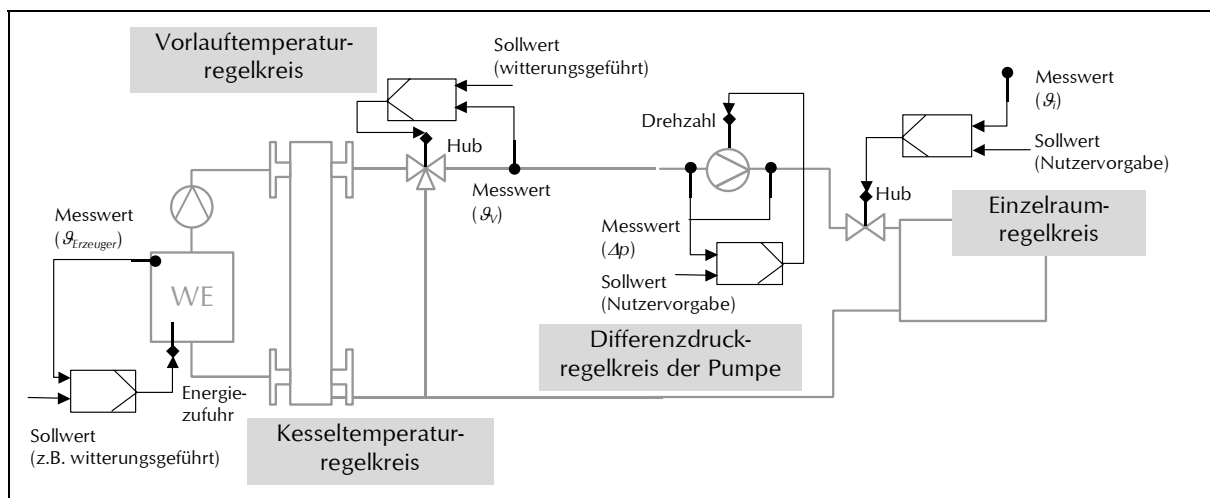 Vorlauftemperatur-
regelkreis
Sollwert
(witterungsgeführt)
Hub
Messwert
(ϑV)
Drehzahl
Messwert
(Δp)
Sollwert
(Nutzervorgabe)
Messwert
(ϑi)
Sollwert
(Nutzervorgabe)
Hub
Einzelraum-
regelkreis
Differenzdruck-
regelkreis der Pumpe
Messwert
(ϑErzeuger)
WE
Energie-
zufuhr
Sollwert
(z.B. witterungsgeführt)
Kesseltemperatur-
regelkreis